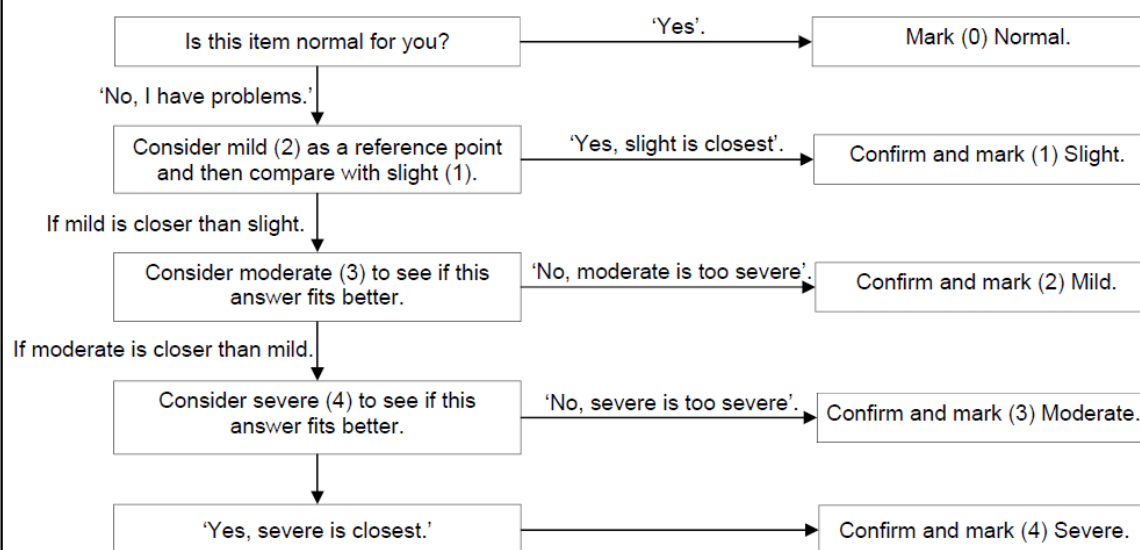 Is this item normal for you?
‘Yes’.
Mark (0) Normal.
‘No, I have problems.’
Consider mild (2) as a reference point
and then compare with slight (1).
‘Yes, slight is closest’.
Confirm and mark (1) Slight.
If mild is closer than slight.
Consider moderate (3) to see if this
answer fits better.
‘No, moderate is too severe’.
Confirm and mark (2) Mild.
If moderate is closer than mild.
Consider severe (4) to see if this
answer fits better.
‘No, severe is too severe’.
Confirm and mark (3) Moderate.
‘Yes, severe is closest.’
Confirm and mark (4) Severe.